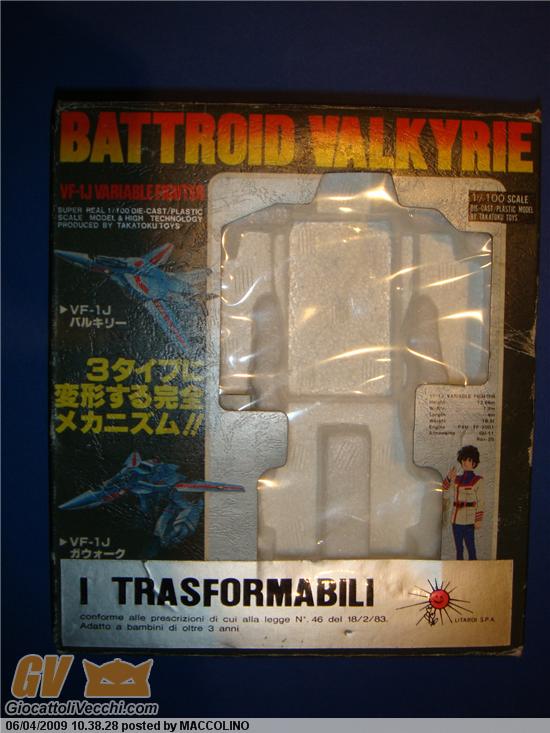 BATTROID VALKYRIE
VF-1J VARIABLE FIGHTER
SUPER REAL 1/100 DIE-CAST/PLASTIC
SCALE MODEL & HIGH TECHNOLOGY
PRODUCED BY TAKATOKU TOYS
1/100 SCALE
DIE-CAST/PLASTIC MODEL
BY TAKATOKU TOYS
▶VF-1J
バルキリー
3タイプに
変形する完全
メカニズム!!
VF-1J VARIABLE FIGHTER
Height
Length
Weight
Engine
▶VF-1J
ガウォーク
I TRASFORMABILI
conforme alle prescrizioni di cui alla legge N°. 46 del 18/2/83.
Adatto a bambini di oltre 3 anni
LITARDI S.P.A.
GV
GiocattoliVecchi.com
06/04/2009 10.38.28 posted by MACCOLINO